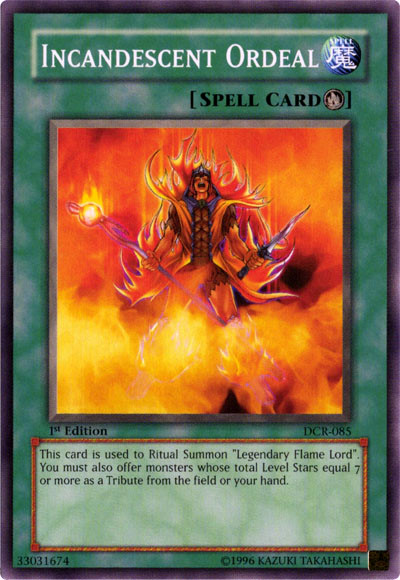 INCANDESCENT ORDEAL
SPELL
魔
[SPELL CARD]
1st Edition
DCR-085
This card is used to Ritual Summon "Legendary Flame Lord".
You must also offer monsters whose total Level Stars equal 7
or more as a Tribute from the field or your hand.
33031674
©1996 KAZUKI TAKAHASHI